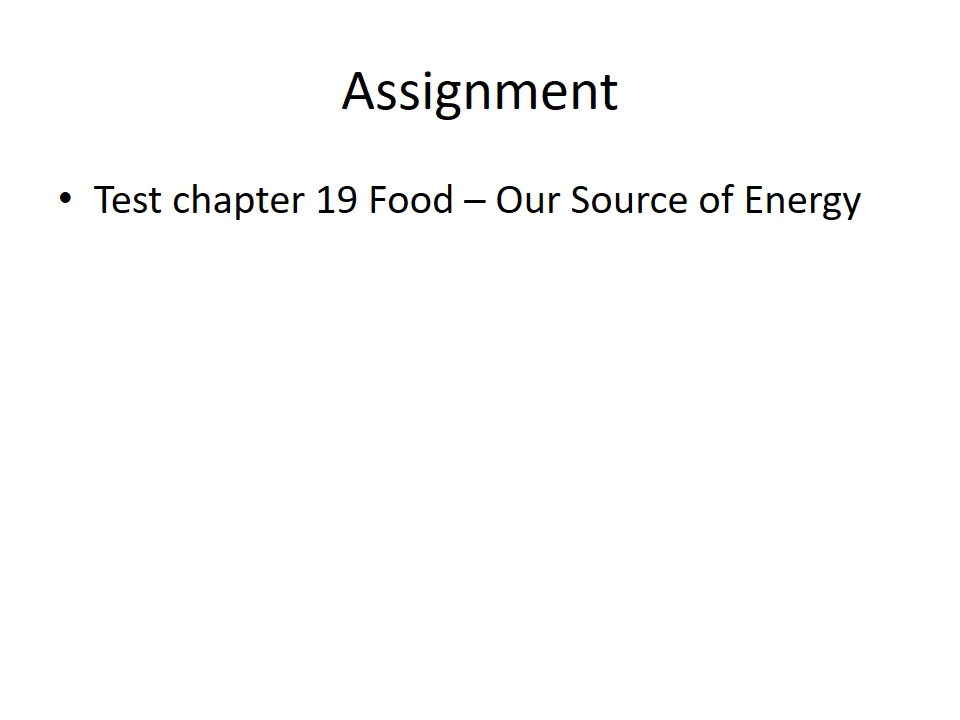 Assignment
• Test chapter 19 Food – Our Source of Energy